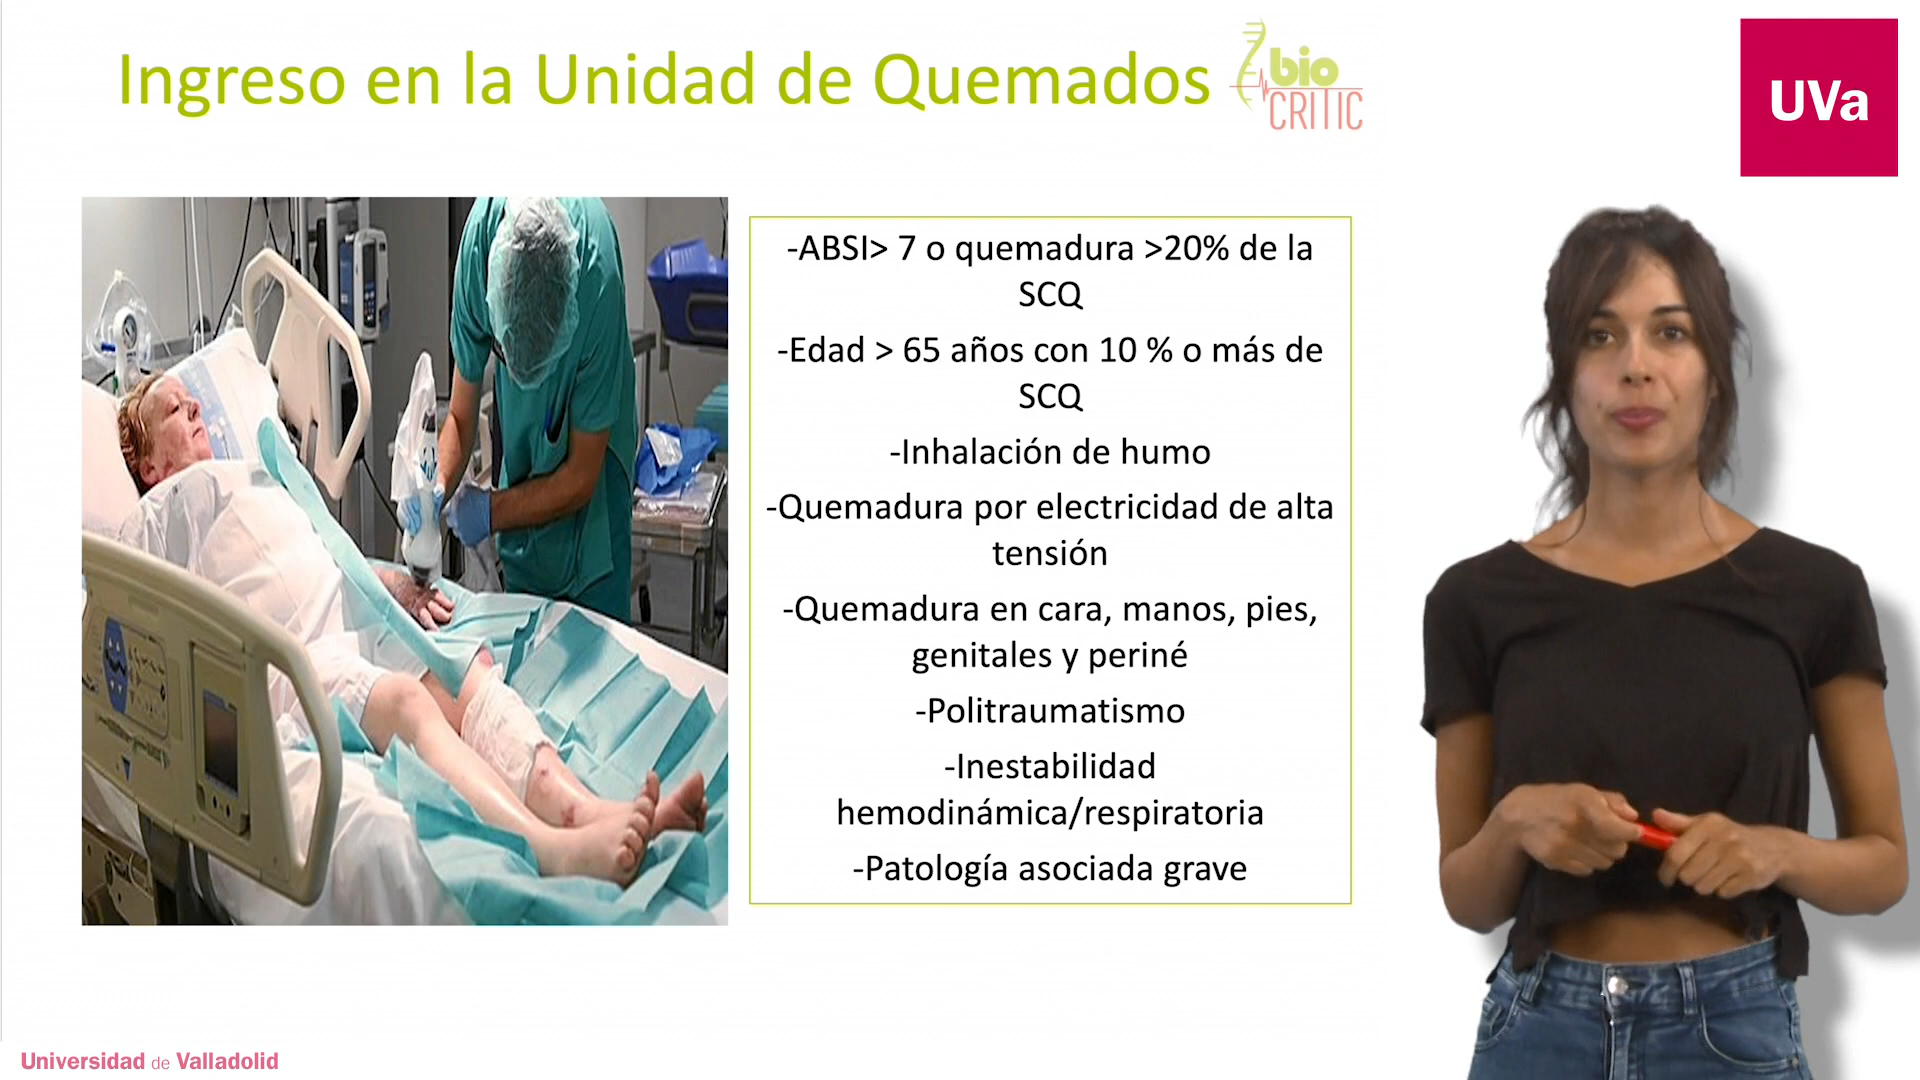 Ingreso en la Unidad de Quemados
bio
CRITIC
UVa
-ABSI> 7 o quemadura >20% de la
SCQ
-Edad > 65 años con 10 % o más de
SCQ
-Inhalación de humo
-Quemadura por electricidad de alta
tensión
-Quemadura en cara, manos, pies,
genitales y periné
-Politraumatismo
-Inestabilidad
hemodinámica/respiratoria
-Patología asociada grave
Universidad de Valladolid